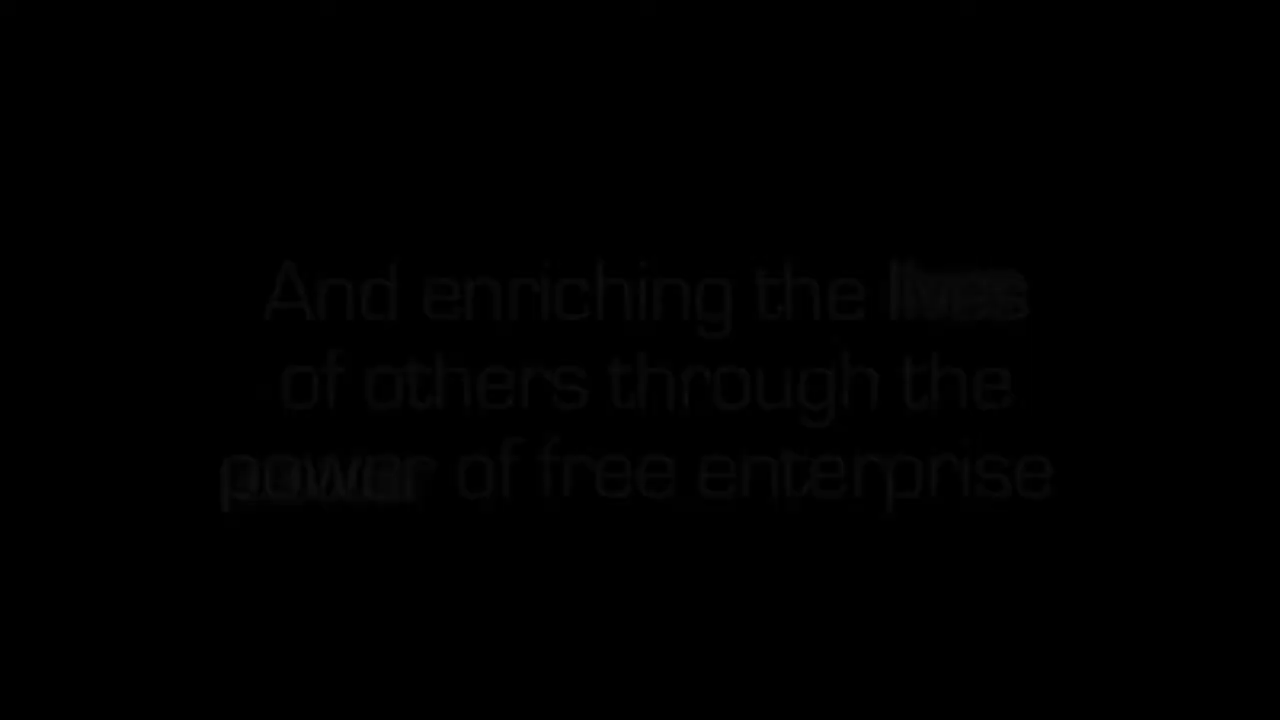 And enriching the lives
of others through the
power of free enterprise